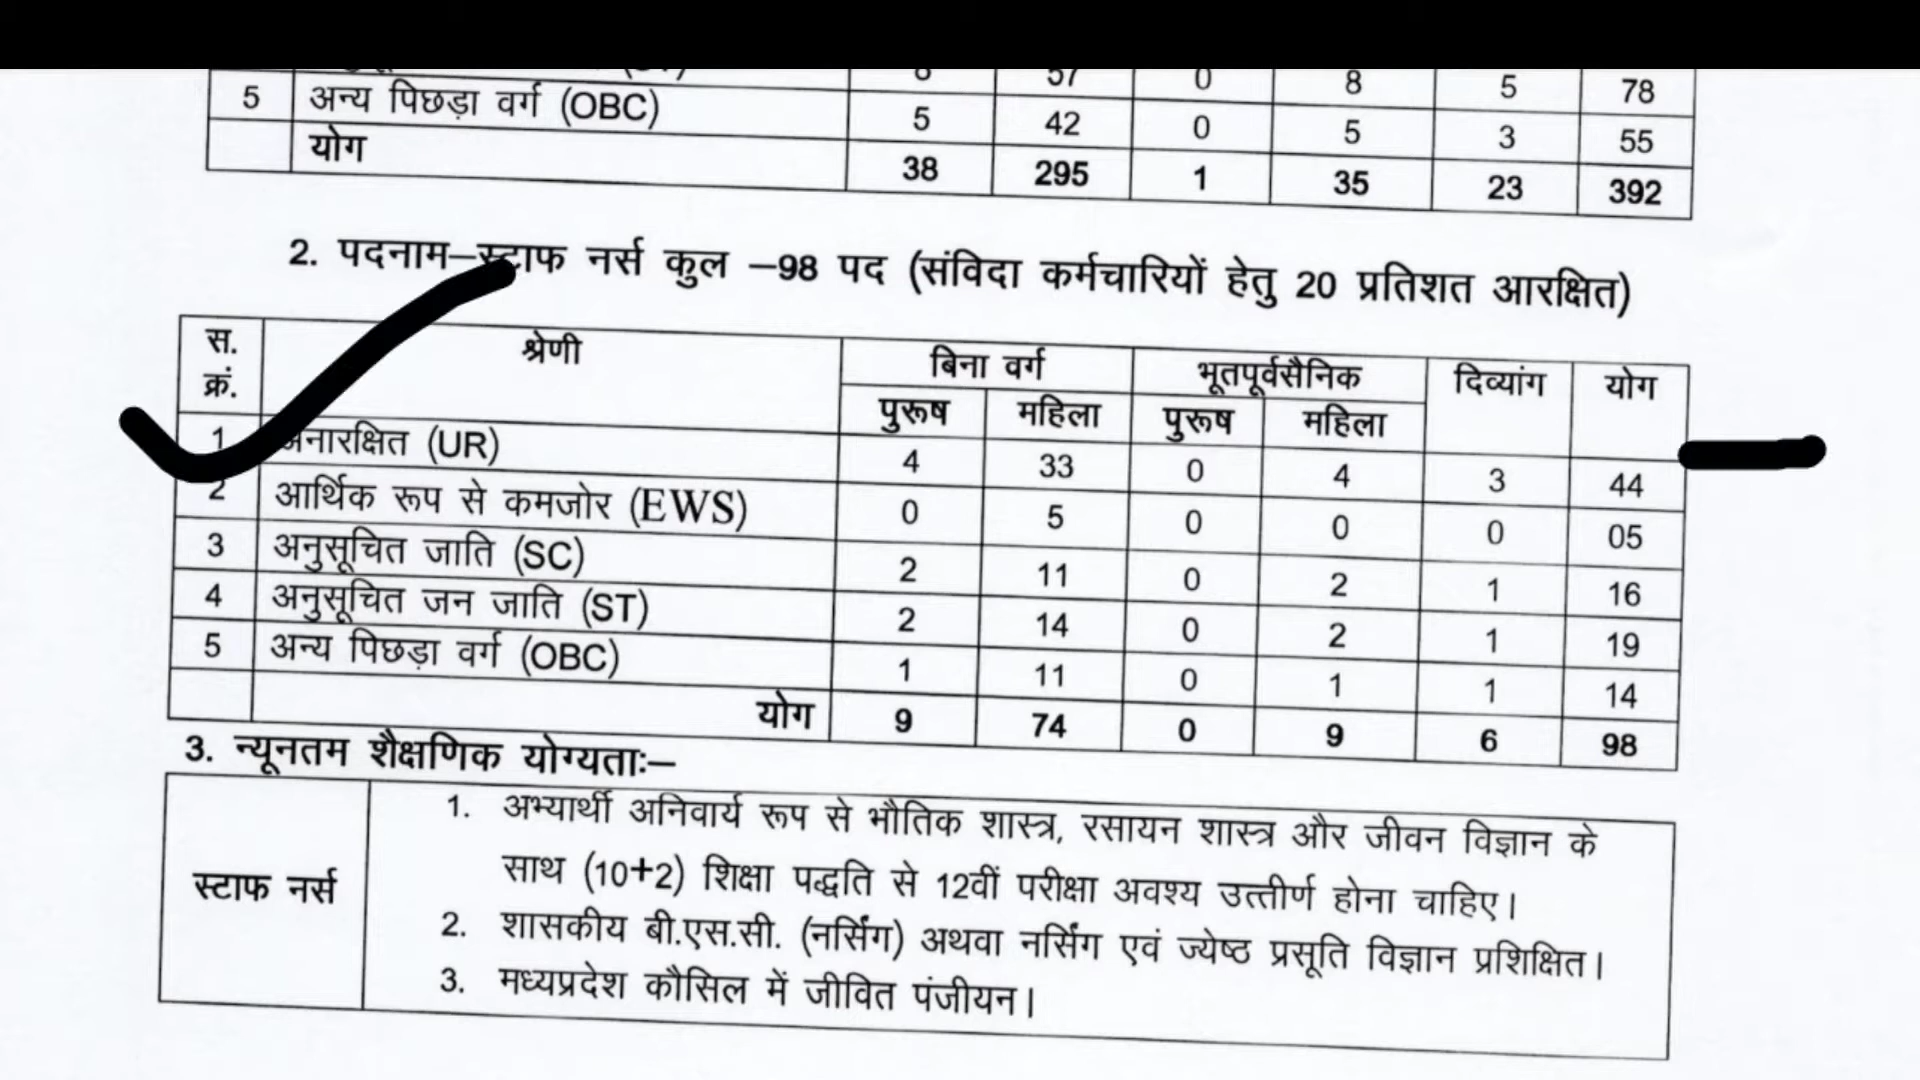 57 0 8 5 78
5 अन्य पिछड़ा वर्ग (OBC) 5 42 0 5 3 55
योग 38 295 1 35 23 392
2. पदनाम–स्टाफ नर्स कुल –98 पद (संविदा कर्मचारियों हेतु 20 प्रतिशत आरक्षित)
स. क्रं. श्रेणी बिना वर्ग भूतपूर्वसैनिक दिव्यांग योग
पुरूष महिला पुरूष महिला
1 अनारक्षित (UR) 4 33 0 4 3 44
2 आर्थिक रूप से कमजोर (EWS) 0 5 0 0 0 05
3 अनुसूचित जाति (SC) 2 11 0 2 1 16
4 अनुसूचित जन जाति (ST) 2 14 0 2 1 19
5 अन्य पिछड़ा वर्ग (OBC) 1 11 0 1 1 14
योग 9 74 0 9 6 98
3. न्यूनतम शैक्षणिक योग्यताः–
स्टाफ नर्स
1. अभ्यार्थी अनिवार्य रूप से भौतिक शास्त्र, रसायन शास्त्र और जीवन विज्ञान के
साथ (10+2) शिक्षा पद्धति से 12वीं परीक्षा अवश्य उत्तीर्ण होना चाहिए।
2. शासकीय बी.एस.सी. (नर्सिंग) अथवा नर्सिंग एवं ज्येष्ठ प्रसूति विज्ञान प्रशिक्षित।
3. मध्यप्रदेश कौसिल में जीवित पंजीयन।